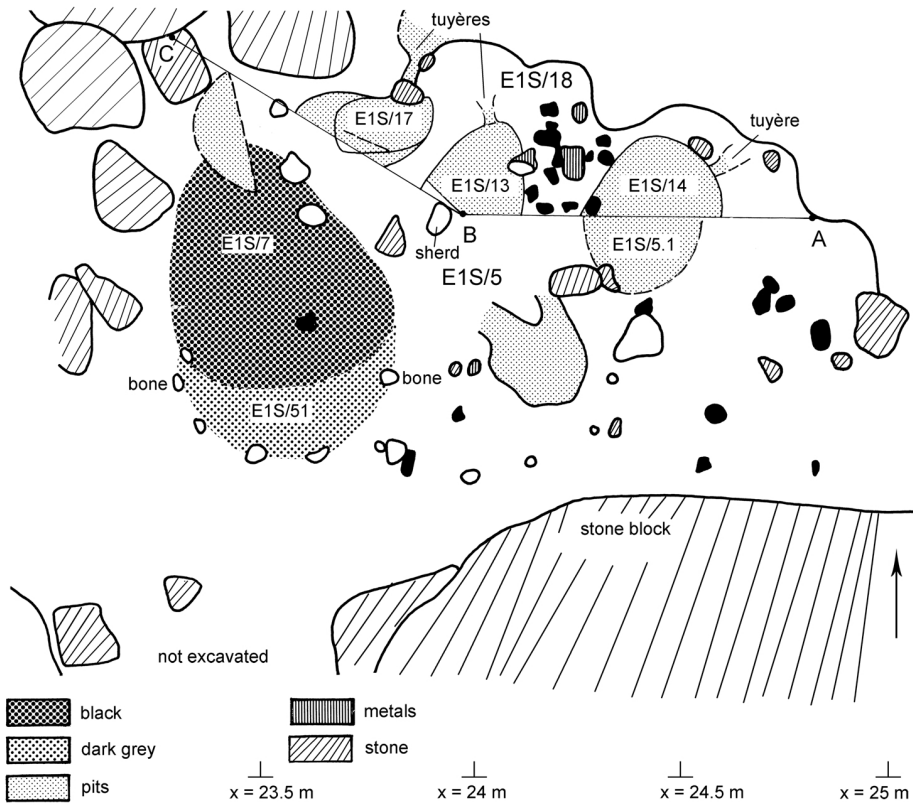 tuyères
C
E1S/18
E1S/17
tuyère
E1S/13
E1S/14
B
A
sherd
E1S/7
E1S/5.1
E1S/5
bone
bone
E1S/51
stone block
not excavated
black
metals
dark grey
stone
pits
x = 23.5 m
x = 24 m
x = 24.5 m
x = 25 m